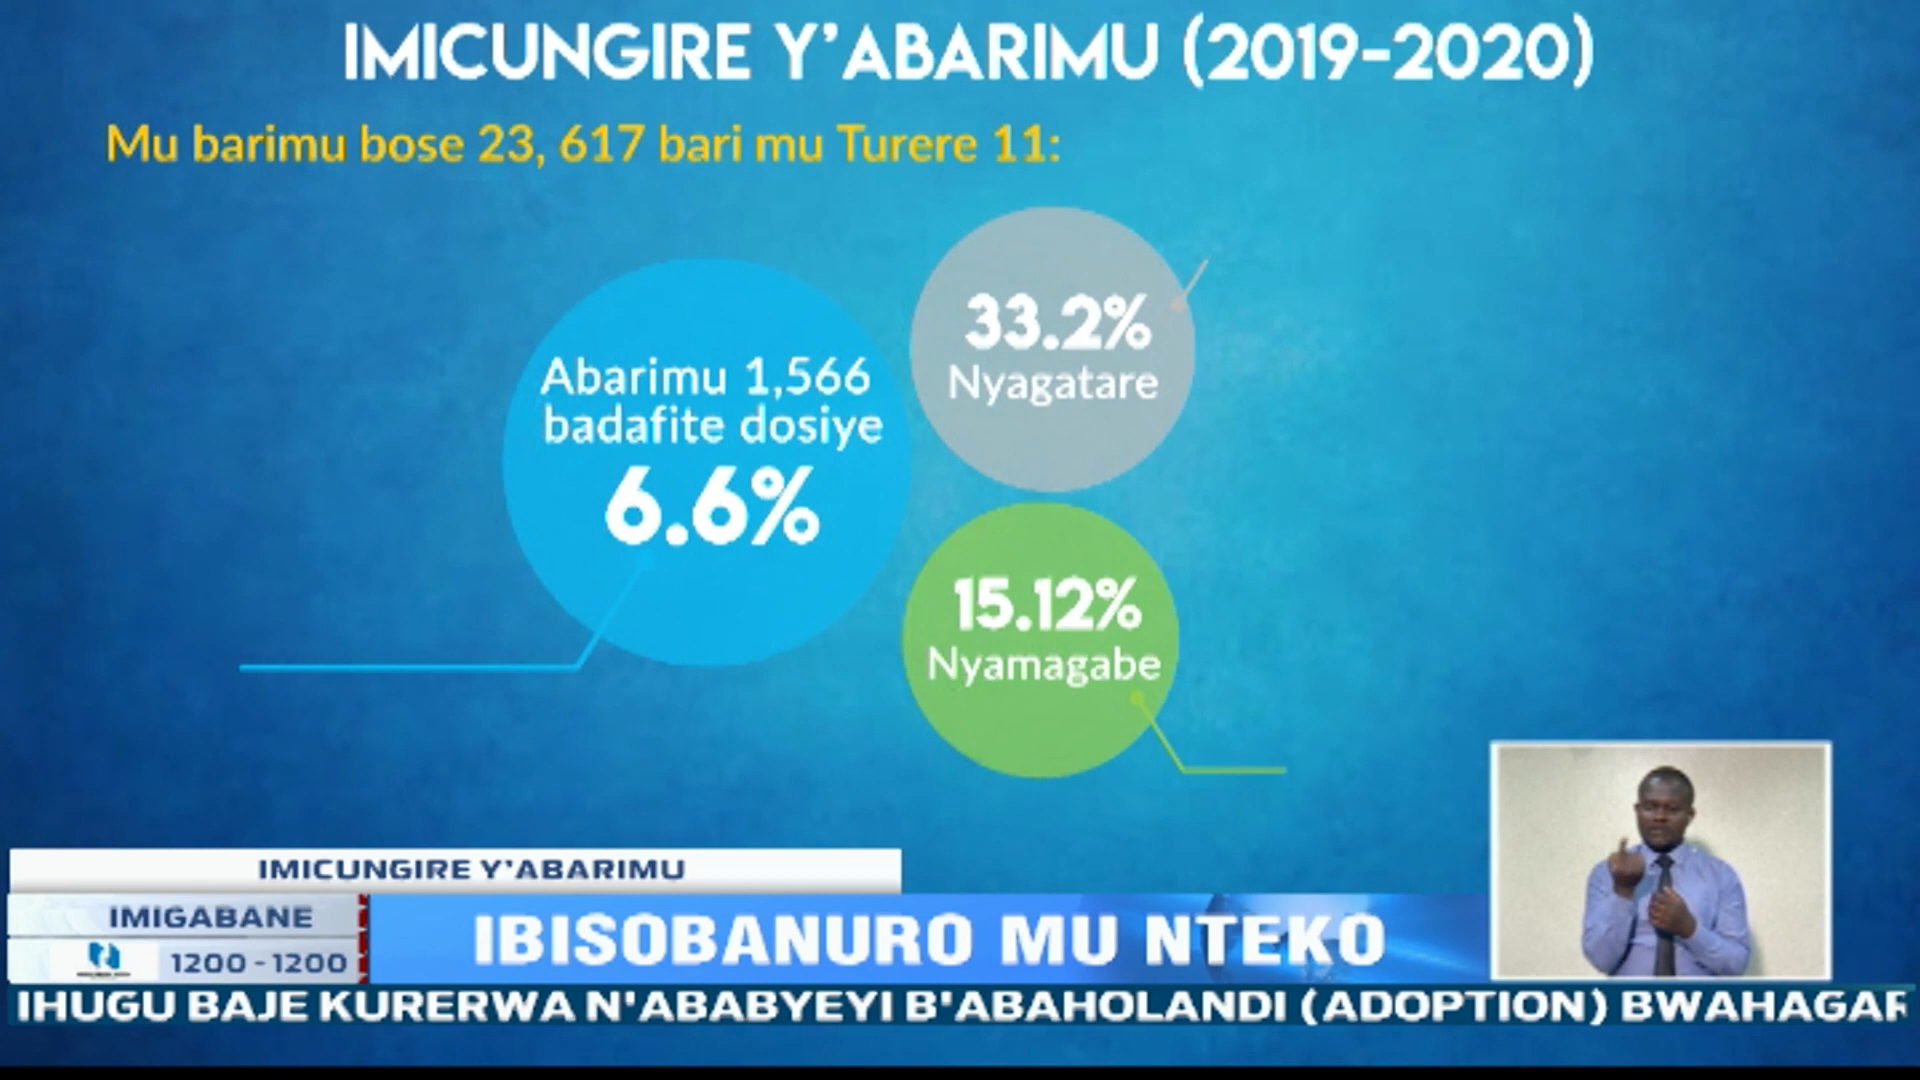 IMICUNGIRE Y'ABARIMU (2019-2020)
Mu barimu bose 23, 617 bari mu Turere 11:
33.2%
Nyagatare
Abarimu 1,566
badafite dosiye
6.6%
15.12%
Nyamagabe
IMICUNGIRE Y'ABARIMU
IMIGABANE
1200 - 1200
IBISOBANURO MU NTEKO
IHUGU BAJE KURERWA N'ABABYEYI B'ABAHOLANDI (ADOPTION) BWAHAGAR